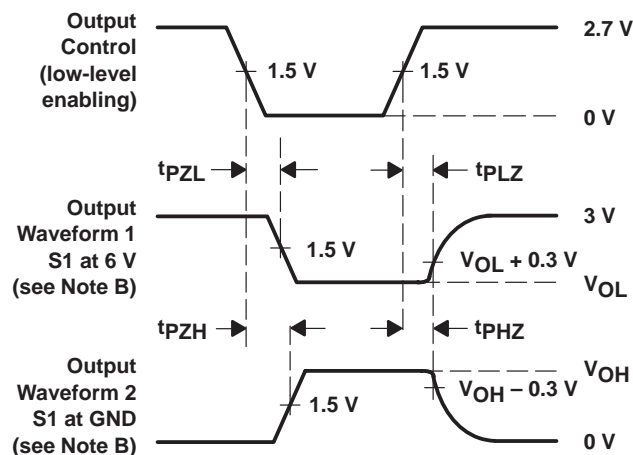 Output
Control
(low-level
enabling)
1.5 V
1.5 V
2.7 V
0 V
tPZL
tPLZ
Output
Waveform 1
S1 at 6 V
(see Note B)
1.5 V
3 V
VOL + 0.3 V
VOL
tPZH
tPHZ
Output
Waveform 2
S1 at GND
(see Note B)
1.5 V
VOH
VOH – 0.3 V
0 V